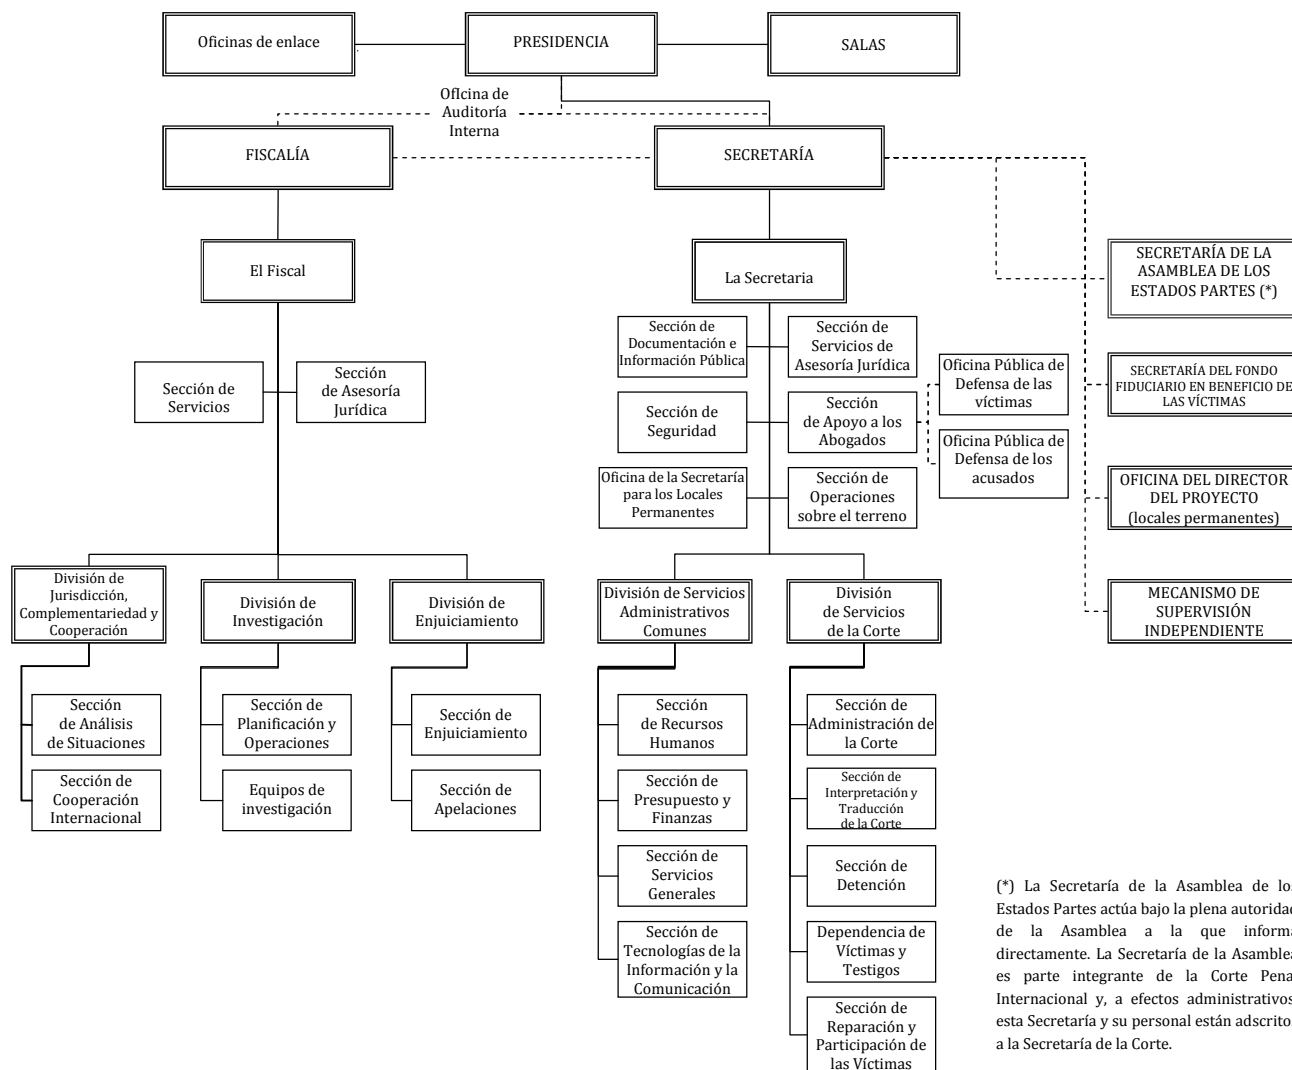 Oficinas de enlace
PRESIDENCIA
SALAS
Oficina de
Auditoría
Interna
FISCALÍA
SECRETARÍA
El Fiscal
La Secretaria
SECRETARÍA DE LA
ASAMBLEA DE LOS
ESTADOS PARTES (*)
Sección de
Documentación e
Información Pública
Sección de
Servicios de
Asesoría Jurídica
Sección de
Servicios
Sección
de Asesoría
Jurídica
Oficina Pública de
Defensa de las
víctimas
SECRETARÍA DEL FONDO
FIDUCIARIO EN BENEFICIO DE
LAS VÍCTIMAS
Sección de
Seguridad
Sección
de Apoyo a los
Abogados
Oficina Pública de
Defensa de los
acusados
Oficina de la Secretaría
para los Locales
Permanentes
Sección de
Operaciones
sobre el terreno
OFICINA DEL DIRECTOR
DEL PROYECTO
(locales permanentes)
División de
Jurisdicción,
Complementariedad y
Cooperación
División de
Investigación
División de
Enjuiciamiento
División de Servicios
Administrativos
Comunes
División
de Servicios
de la Corte
MECANISMO DE
SUPERVISIÓN
INDEPENDIENTE
Sección
de Análisis
de Situaciones
Sección de
Planificación y
Operaciones
Sección de
Enjuiciamiento
Sección
de Recursos
Humanos
Sección de
Administración de
la Corte
Sección de
Cooperación
Internacional
Equipos de
investigación
Sección de
Apelaciones
Sección de
Presupuesto y
Finanzas
Sección de
Interpretación y
Traducción
de la Corte
Sección de
Servicios
Generales
Sección de
Detención
Sección de
Tecnologías de la
Información y la
Comunicación
Dependencia de
Víctimas y
Testigos
Sección de
Reparación y
Participación de
las Víctimas
(*) La Secretaría de la Asamblea de los
Estados Partes actúa bajo la plena autoridad
de la Asamblea a la que informa
directamente. La Secretaría de la Asamblea
es parte integrante de la Corte Penal
Internacional y, a efectos administrativos
esta Secretaría y su personal están adscritos
a la Secretaría de la Corte.